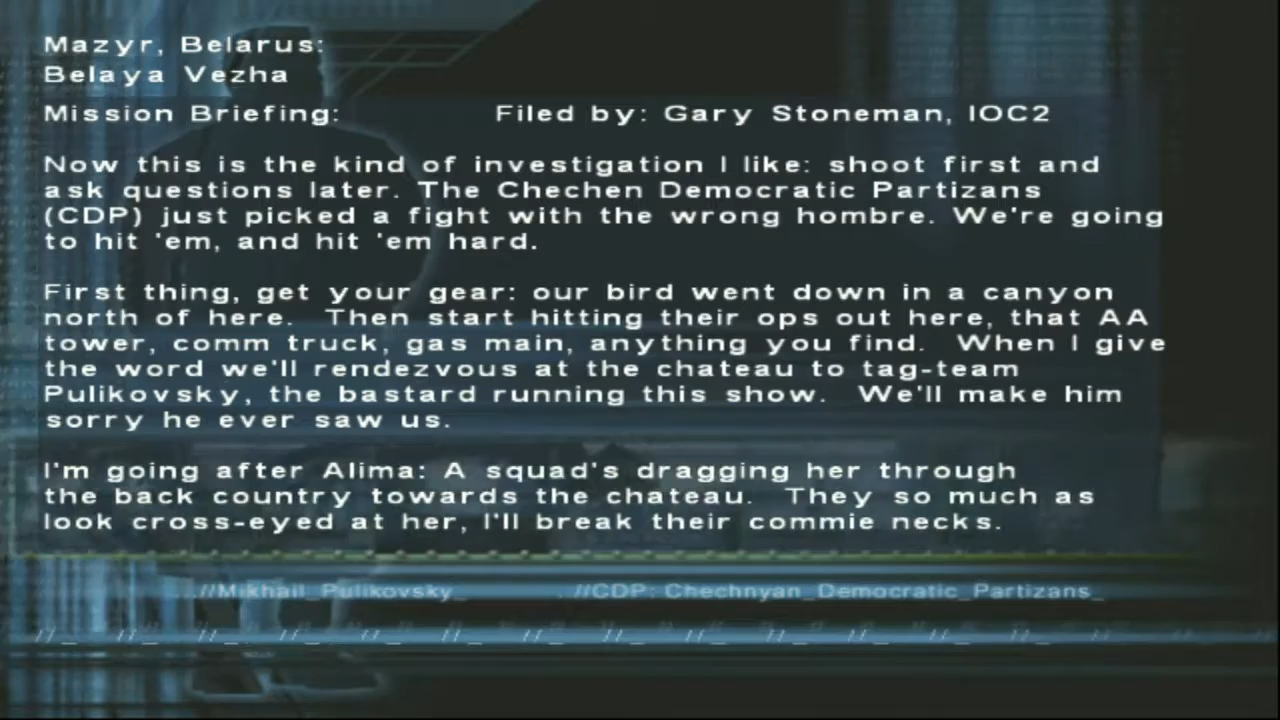 Mazyr, Belarus:
Belaya Vezha
Mission Briefing: Filed by: Gary Stoneman, IOC2
Now this is the kind of investigation I like: shoot first and
ask questions later. The Chechen Democratic Partizans
(CDP) just picked a fight with the wrong hombre. We're going
to hit 'em, and hit 'em hard.
First thing, get your gear: our bird went down in a canyon
north of here. Then start hitting their ops out here, that AA
tower, comm truck, gas main, anything you find. When I give
the word we'll rendezvous at the chateau to tag-team
Pulikovsky, the bastard running this show. We'll make him
sorry he ever saw us.
I'm going after Alima: A squad's dragging her through
the back country towards the chateau. They so much as
look cross-eyed at her, I'll break their commie necks.
...//Mikhail_Pulikovsky_ . //CDP: Chechnyan_Democratic_Partizans_
//_ //_ //_ //_ //_ //_ //_ //_ //_ //_ //_ //_ //_ // //